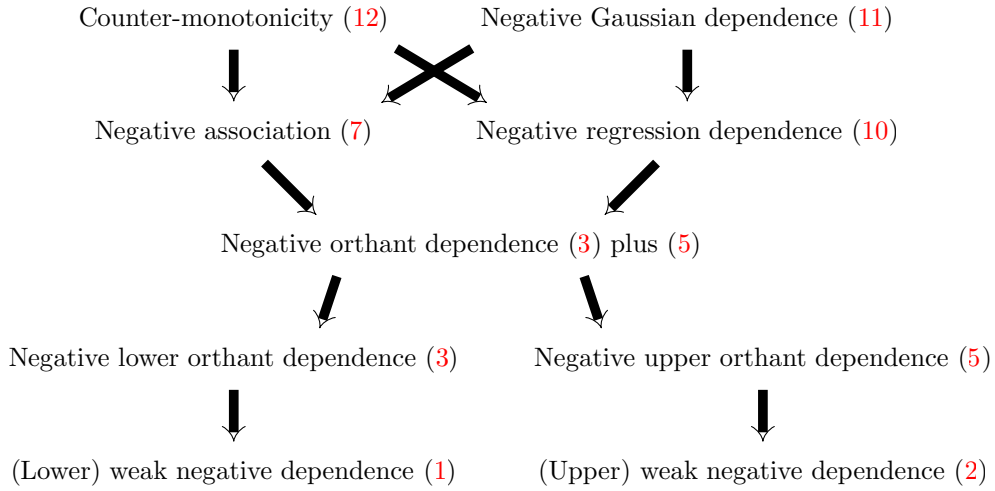 Counter-monotonicity (12)
Negative Gaussian dependence (11)
Negative association (7)
Negative regression dependence (10)
Negative orthant dependence (3) plus (5)
Negative lower orthant dependence (3)
Negative upper orthant dependence (5)
(Lower) weak negative dependence (1)
(Upper) weak negative dependence (2)